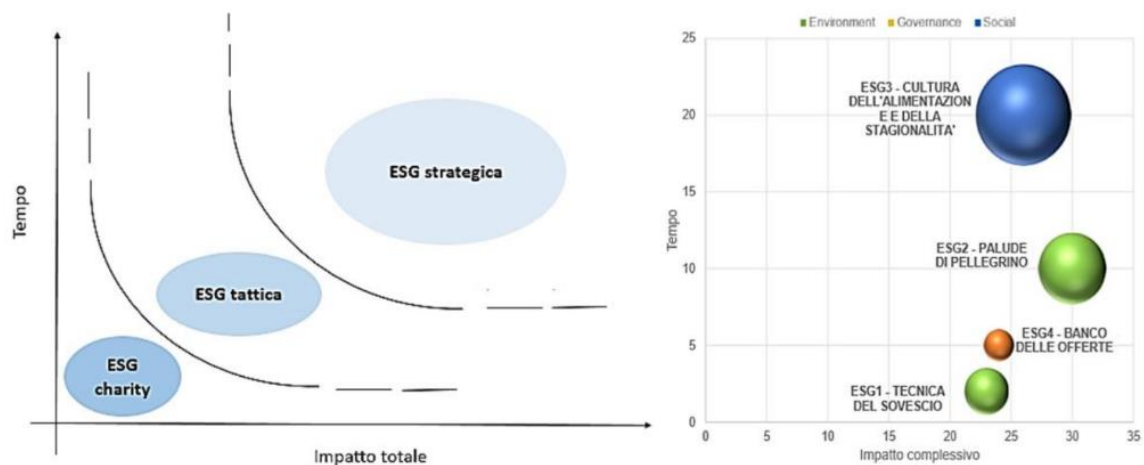 Tempo
ESG strategica
ESG tattica
ESG
charity
Impatto totale
Environment Governance Social
25
20
15
10
5
0
Tempo
ESG3 - CULTURA
DELL'ALIMENTAZION
E E DELLA
STAGIONALITA'
ESG2 - PALUDE
DI PELLEGRINO
ESG4 - BANCO
DELLE OFFERTE
ESG1 - TECNICA
DEL SOVESCIO
0 5 10 15 20 25 30 35
Impatto complessivo